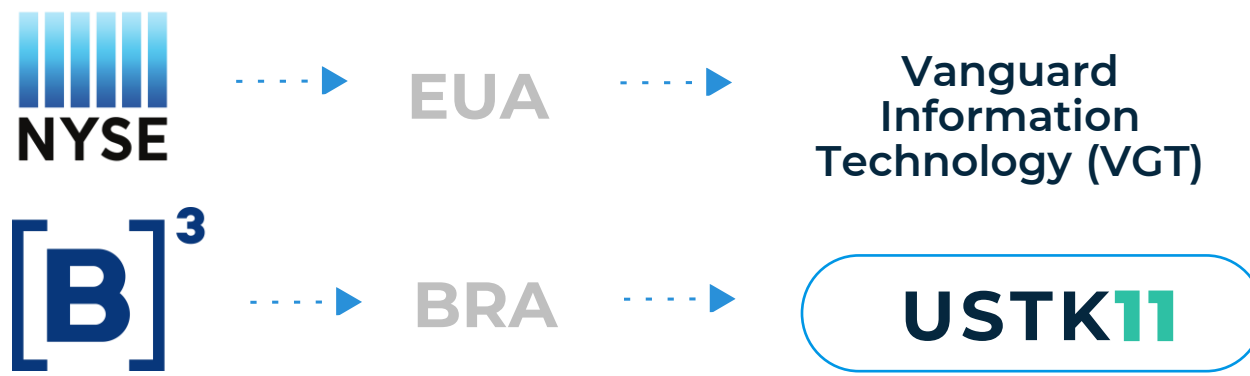 NYSE
EUA
Vanguard
Information
Technology (VGT)
[B]³
BRA
USTK11